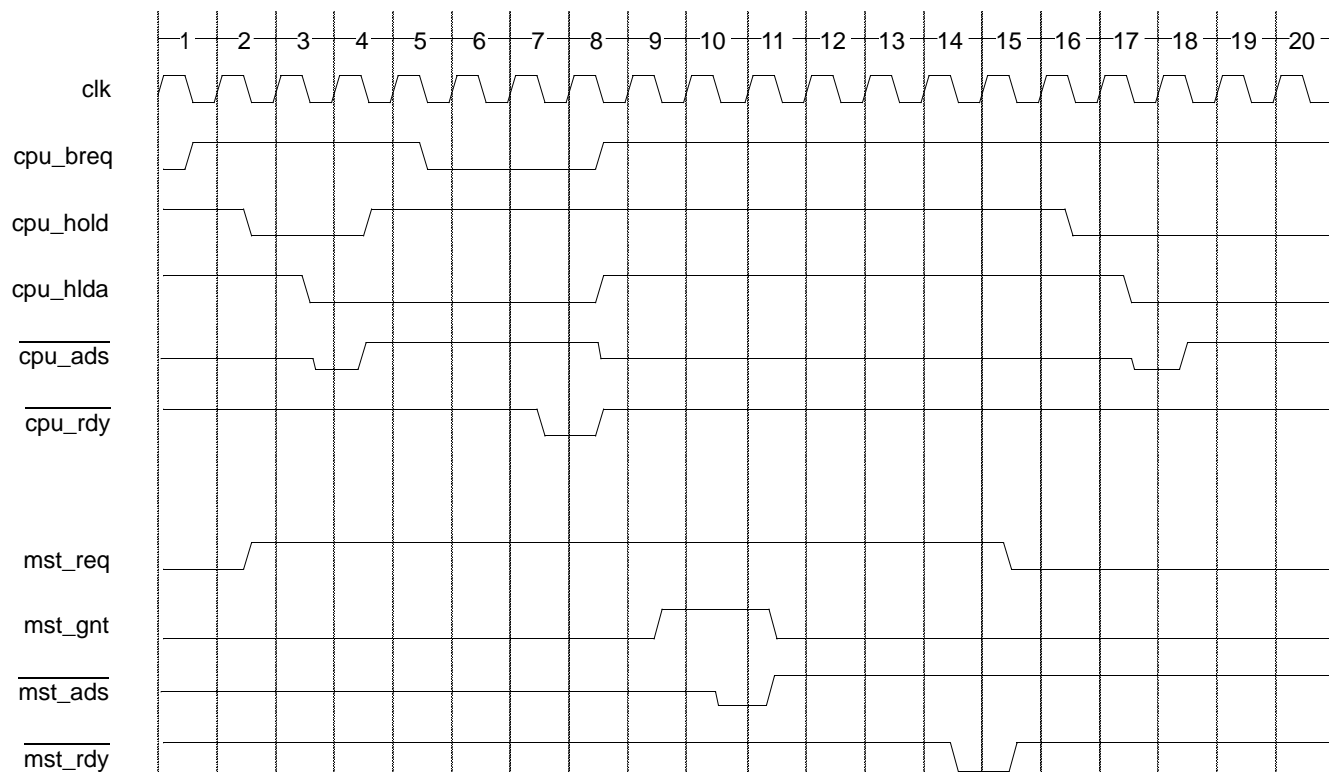 1 2 3 4 5 6 7 8 9 10 11 12 13 14 15 16 17 18 19 20
clk
cpu_breq
cpu_hold
cpu_hlda
cpu_ads
cpu_rdy
mst_req
mst_gnt
mst_ads
mst_rdy